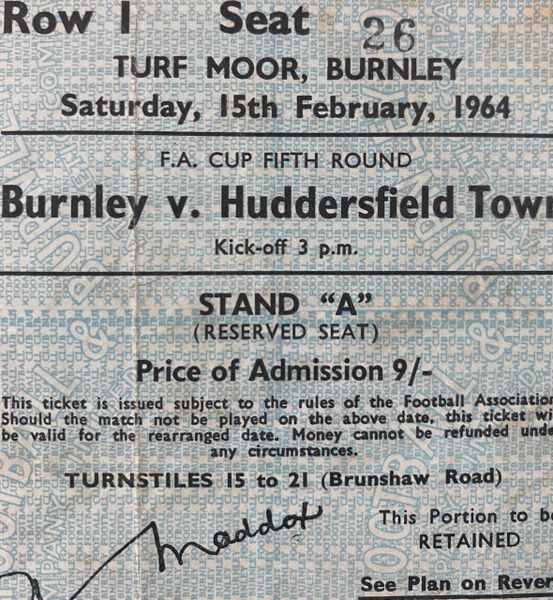 Row I Seat 26
TURF MOOR, BURNLEY
Saturday, 15th February, 1964
F.A. CUP FIFTH ROUND
Burnley v. Huddersfield Town
Kick-off 3 p.m.
STAND "A"
(RESERVED SEAT)
Price of Admission 9/-
This ticket is issued subject to the rules of the Football Association
Should the match not be played on the above date, this ticket wi
be valid for the rearranged date. Money cannot be refunded unde
any circumstances.
TURNSTILES 15 to 21 (Brunshaw Road)
Maddox
This Portion to be
RETAINED
See Plan on Rever